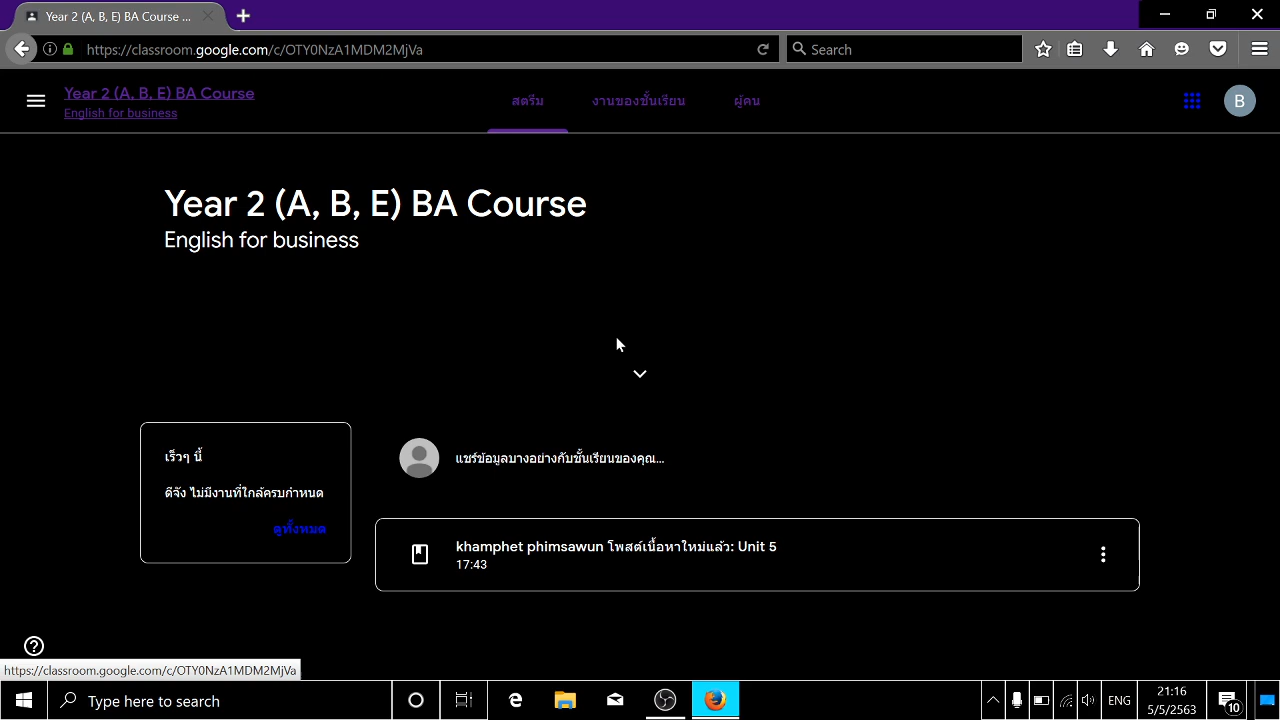 Year 2 (A, B, E) BA Course ...
https://classroom.google.com/c/OTY0NzA1MDM2MjVa
Search
Year 2 (A, B, E) BA Course
English for business
สตรีม
งานของชั้นเรียน
ผู้คน
B
Year 2 (A, B, E) BA Course
English for business
เร็วๆ นี้
ดีจัง ไม่มีงานที่ใกล้ครบกำหนด
ดูทั้งหมด
แชร์ข้อมูลบางอย่างกับชั้นเรียนของคุณ...
khamphet phimsawun โพสต์เนื้อหาใหม่แล้ว: Unit 5
17:43
https://classroom.google.com/c/OTY0NzA1MDM2MjVa
Type here to search
ENG
21:16
5/5/2563
10